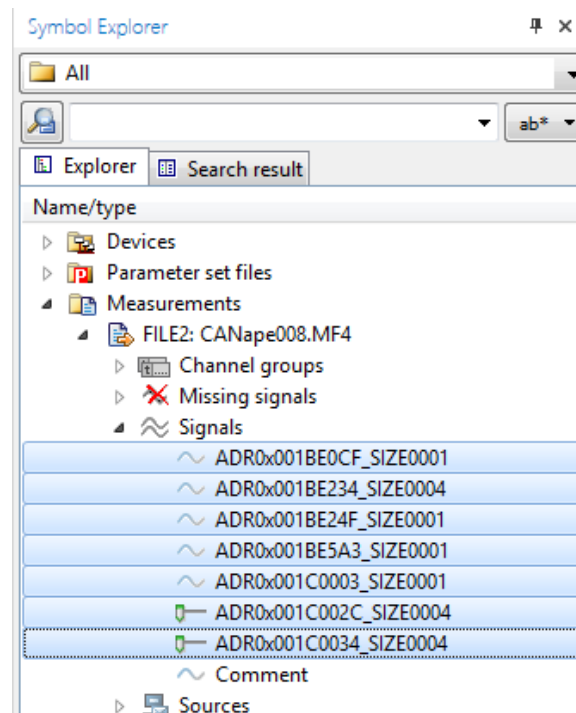 Symbol Explorer
All
ab*
Explorer Search result
Name/type
Devices
Parameter set files
Measurements
FILE2: CANape008.MF4
Channel groups
Missing signals
Signals
ADR0x001BE0CF_SIZE0001
ADR0x001BE234_SIZE0004
ADR0x001BE24F_SIZE0001
ADR0x001BE5A3_SIZE0001
ADR0x001C0003_SIZE0001
ADR0x001C002C_SIZE0004
ADR0x001C0034_SIZE0004
Comment
Sources